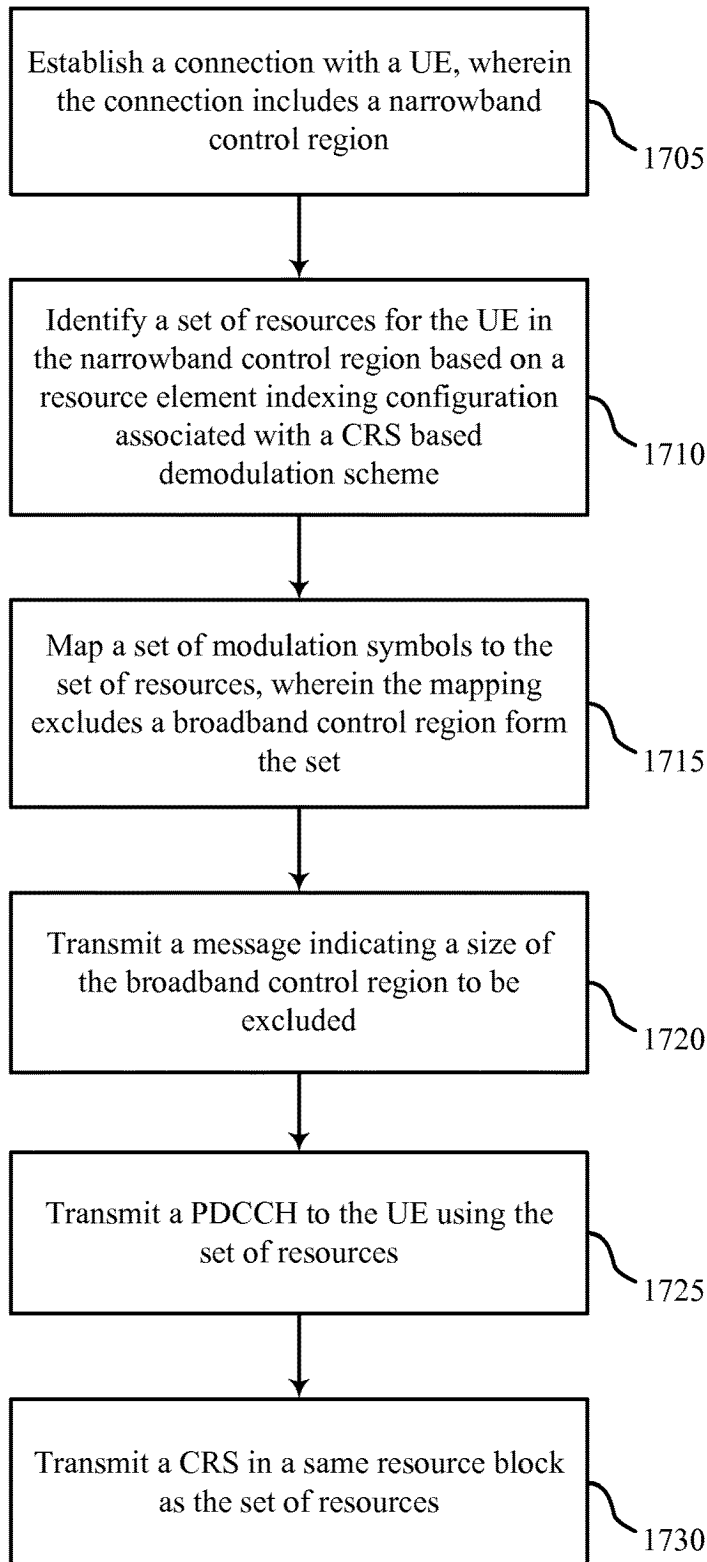 Establish a connection with a UE, wherein
the connection includes a narrowband
control region
1705
Identify a set of resources for the UE in
the narrowband control region based on a
resource element indexing configuration
associated with a CRS based
demodulation scheme
1710
Map a set of modulation symbols to the
set of resources, wherein the mapping
excludes a broadband control region form
the set
1715
Transmit a message indicating a size of
the broadband control region to be
excluded
1720
Transmit a PDCCH to the UE using the
set of resources
1725
Transmit a CRS in a same resource block
as the set of resources
1730